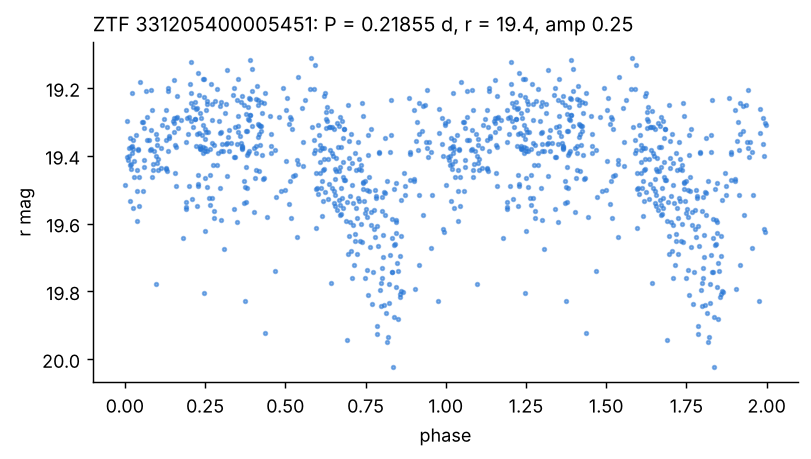 ZTF 331205400005451: P = 0.21855 d, r = 19.4, amp 0.25
19.2
19.4
19.6
19.8
20.0
r mag
0.00 0.25 0.50 0.75 1.00 1.25 1.50 1.75 2.00
phase